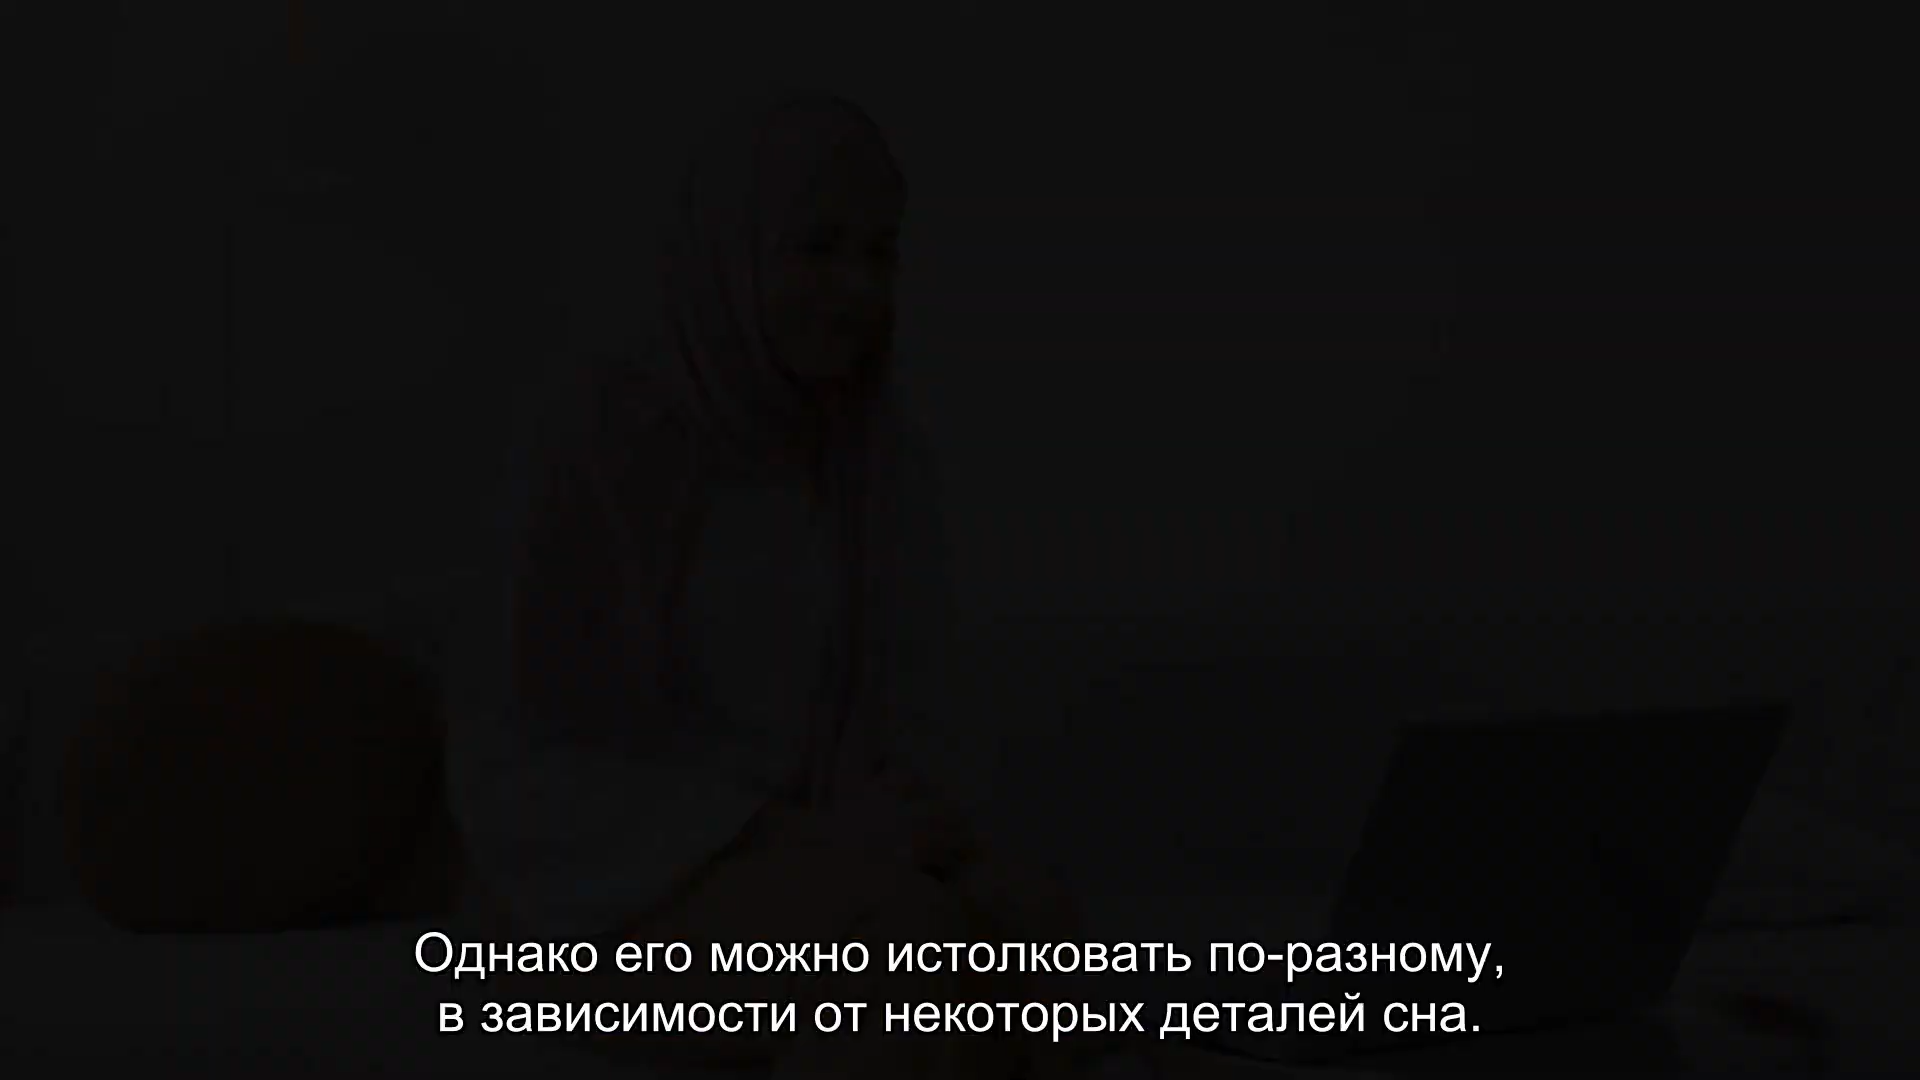 Однако его можно истолковать по-разному,
в зависимости от некоторых деталей сна.